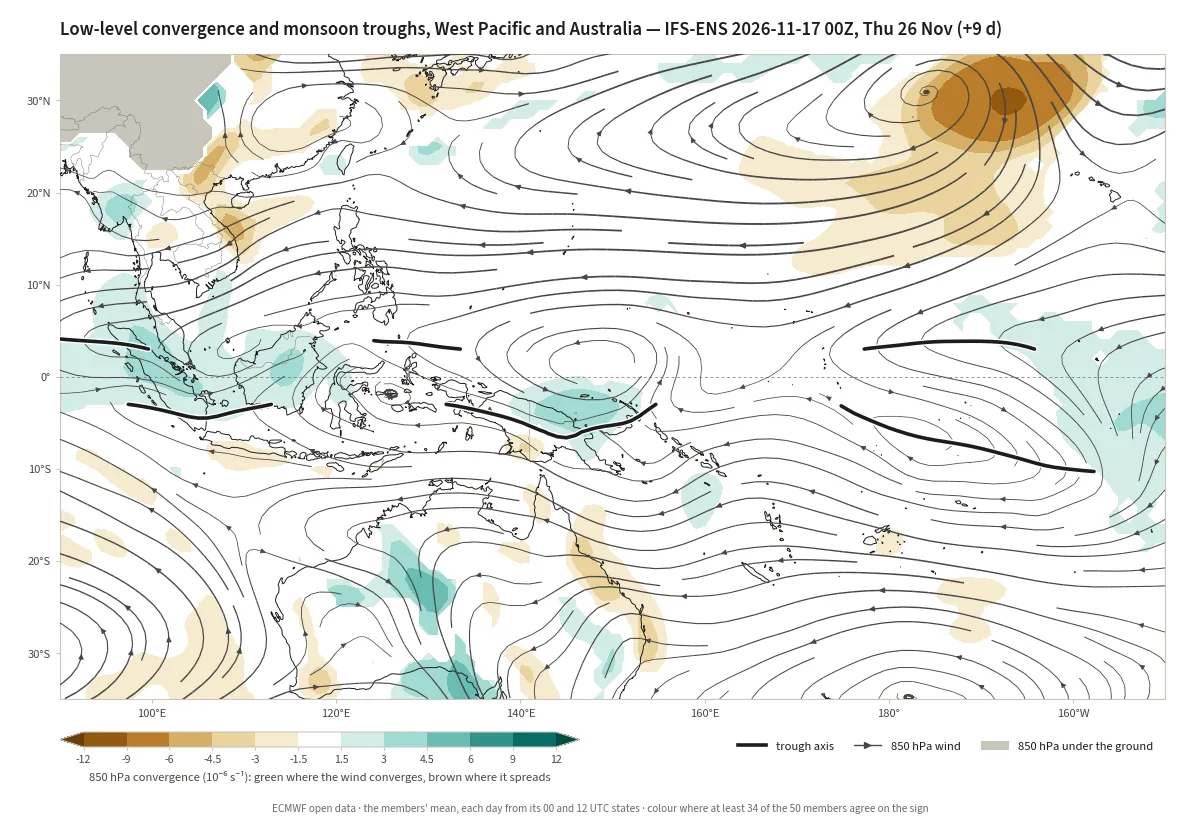 Low-level convergence and monsoon troughs, West Pacific and Australia — IFS-ENS 2026-11-17 00Z, Thu 26 Nov (+9 d)
30°N
20°N
10°N
0°
10°S
20°S
30°S
100°E 120°E 140°E 160°E 180° 160°W
-12 -9 -6 -4.5 -3 -1.5 1.5 3 4.5 6 9 12
850 hPa convergence (10⁻⁶ s⁻¹): green where the wind converges, brown where it spreads
trough axis 850 hPa wind 850 hPa under the ground
ECMWF open data · the members' mean, each day from its 00 and 12 UTC states · colour where at least 34 of the 50 members agree on the sign